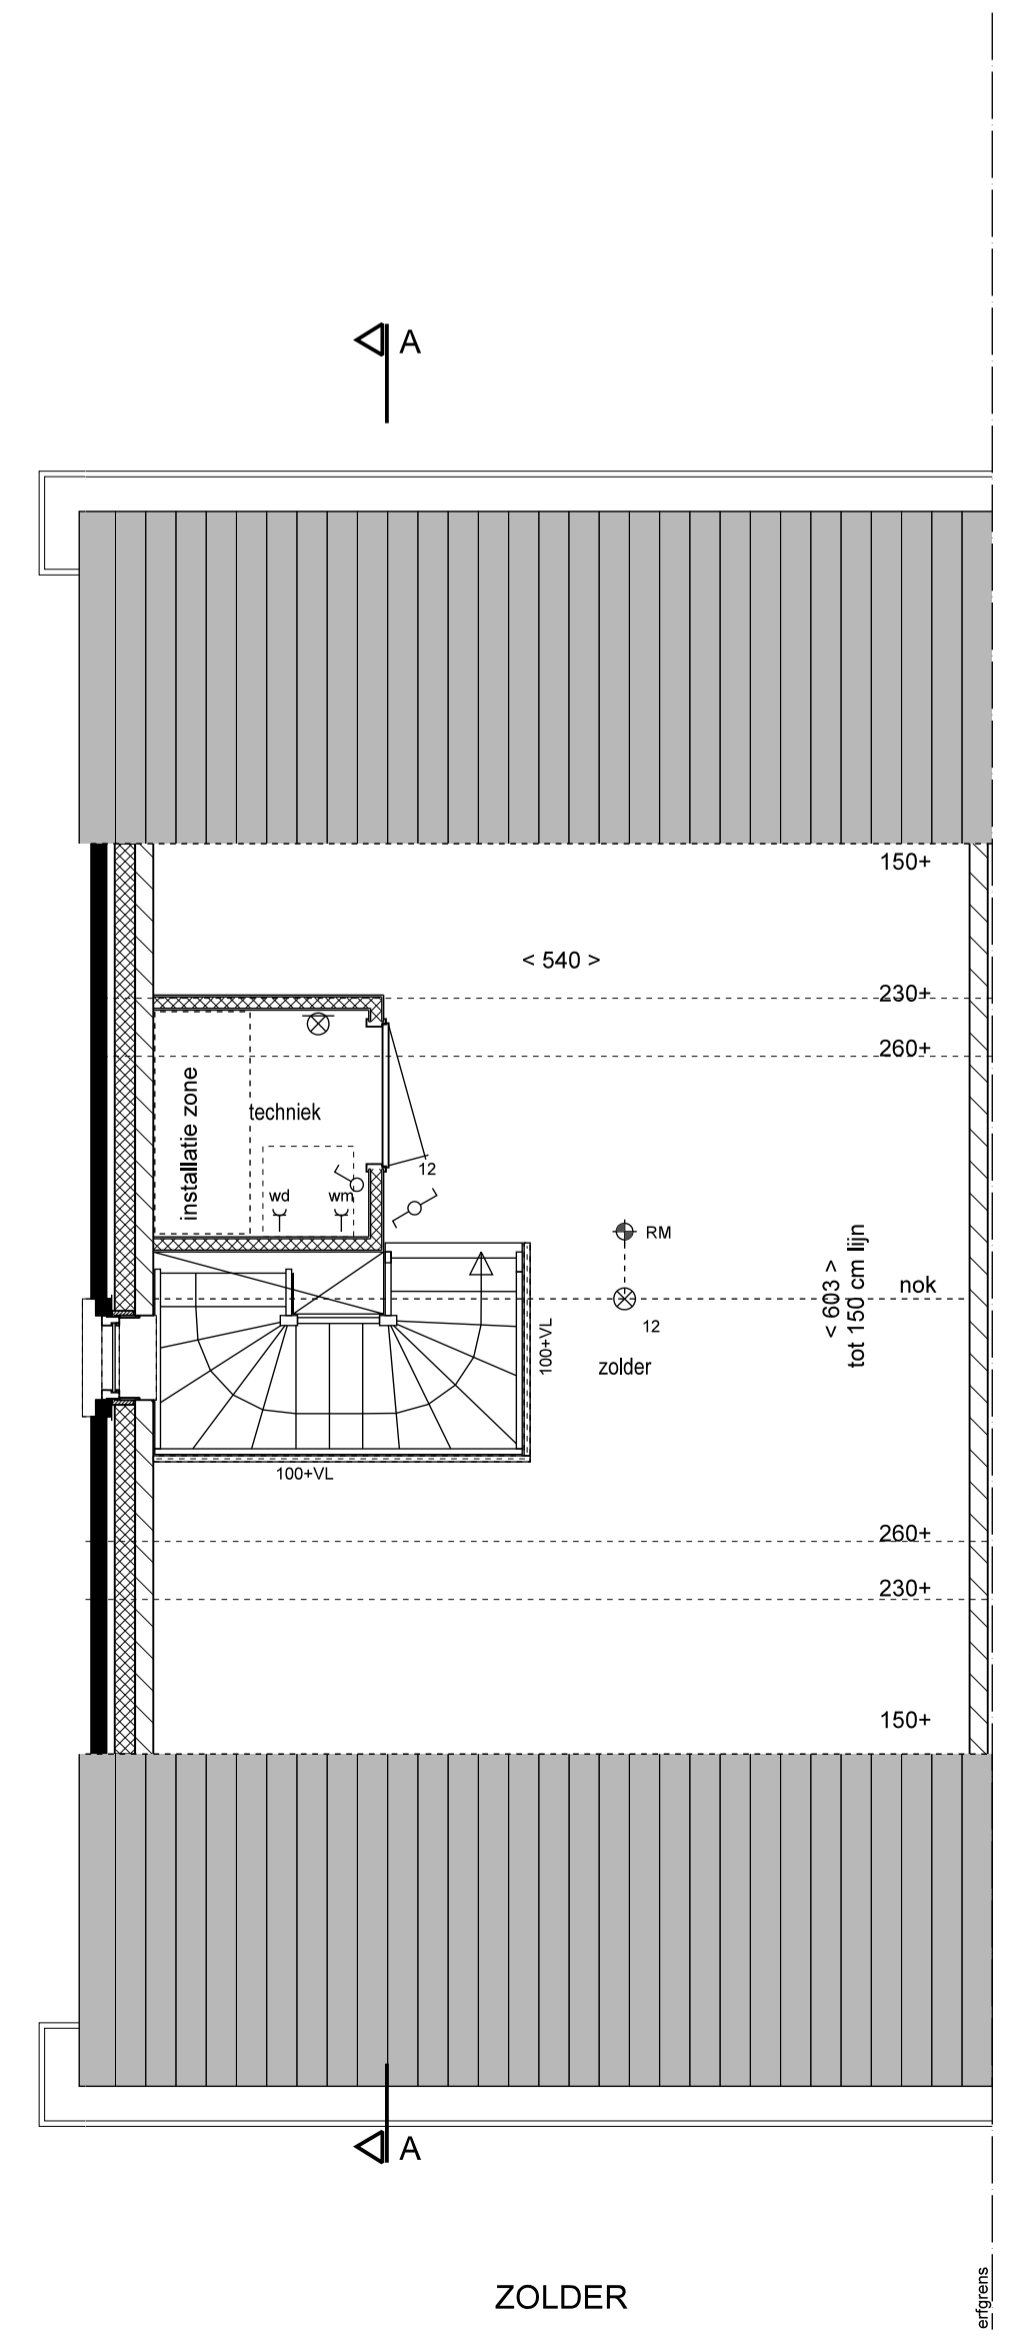 A
150+
< 540 >
230+
260+
installatie zone
techniek
12
wd
wm
RM
nok
< 603 >
tot 150 cm lijn
12
zolder
100+VL
100+VL
260+
230+
150+
A
ZOLDER
erfgrens